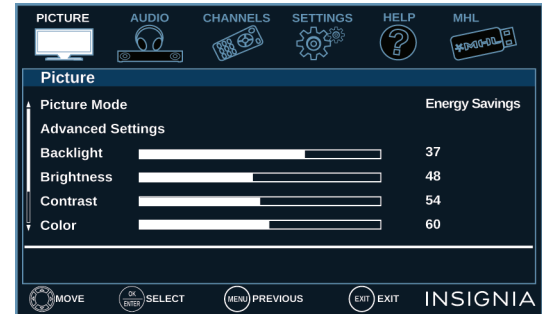 PICTURE AUDIO CHANNELS SETTINGS HELP MHL
MHL
Picture
Picture Mode Energy Savings
Advanced Settings
Backlight 37
Brightness 48
Contrast 54
Color 60
MOVE OK ENTER SELECT MENU PREVIOUS EXIT EXIT INSIGNIA